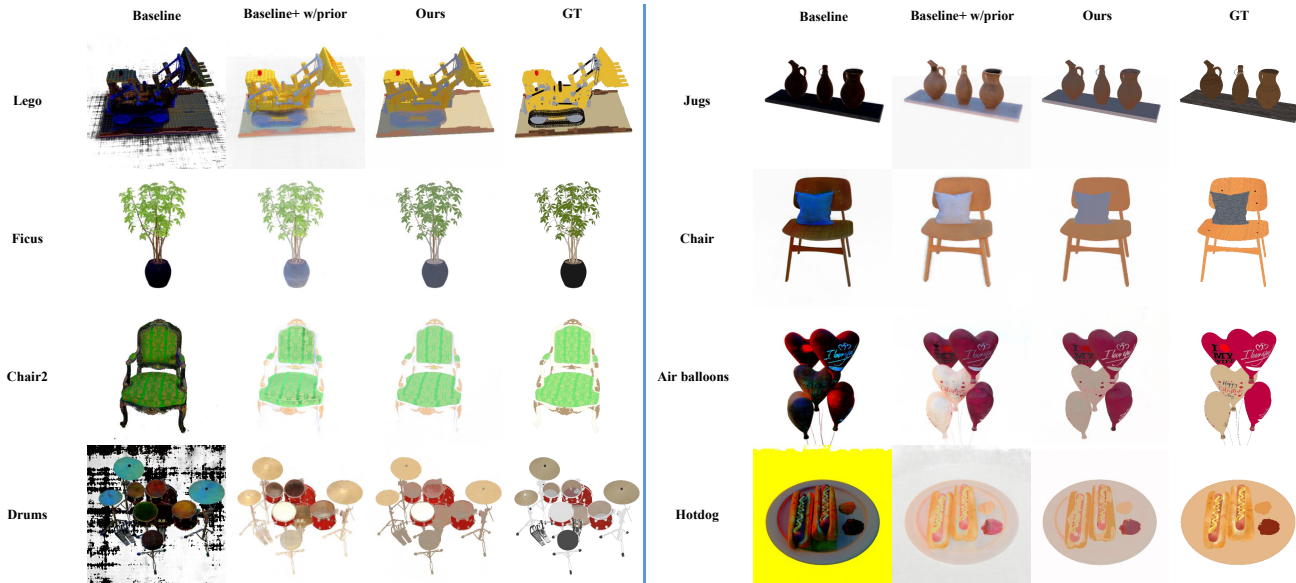 Baseline Baseline+ w/prior Ours GT
Lego
Ficus
Chair2
Drums
Baseline Baseline+ w/prior Ours GT
Jugs
Chair
Air balloons
Hotdog